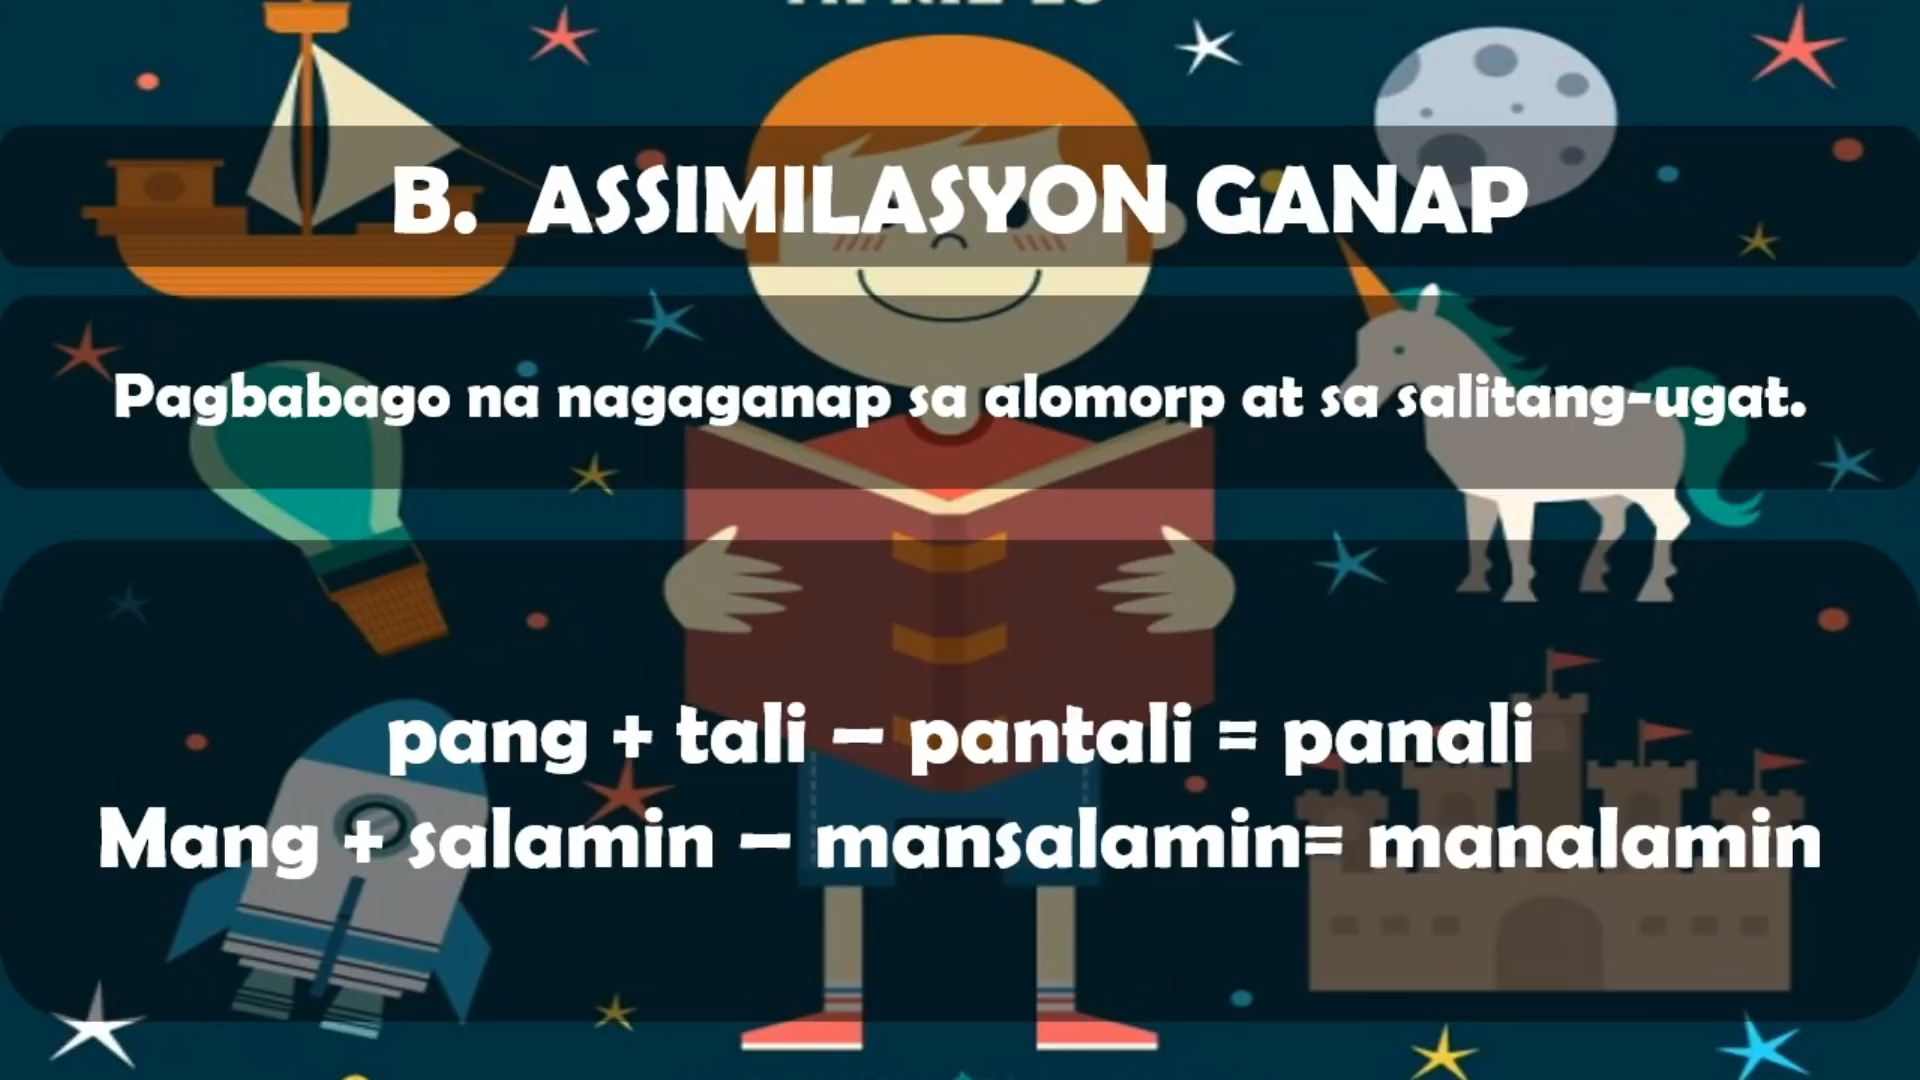 B. ASSIMILASYON GANAP
Pagbabago na nagaganap sa alomorp at sa salitang-ugat.
pang + tali – pantali = panali
Mang + salamin – mansalamin= manalamin